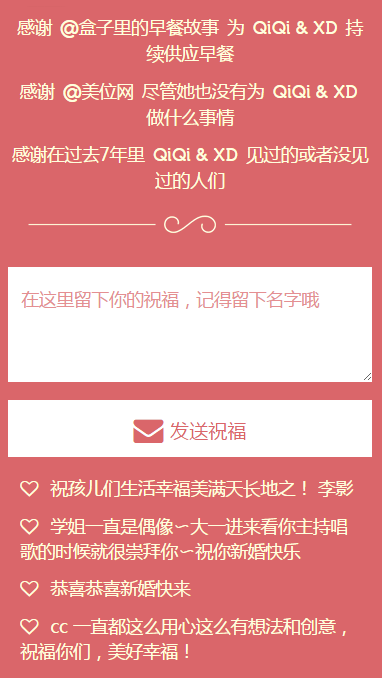 感谢 @盒子里的早餐故事 为 QiQi & XD 持
续供应早餐
感谢 @美位网 尽管她也没有为 QiQi & XD
做什么事情
感谢在过去7年里 QiQi & XD 见过的或者没见
过的人们
在这里留下你的祝福，记得留下名字哦
发送祝福
祝孩儿们生活幸福美满天长地之！ 李影
学姐一直是偶像~大一进来看你主持唱
歌的时候就很崇拜你~祝你新婚快乐
恭喜恭喜新婚快来
cc 一直都这么用心这么有想法和创意，
祝福你们，美好幸福！